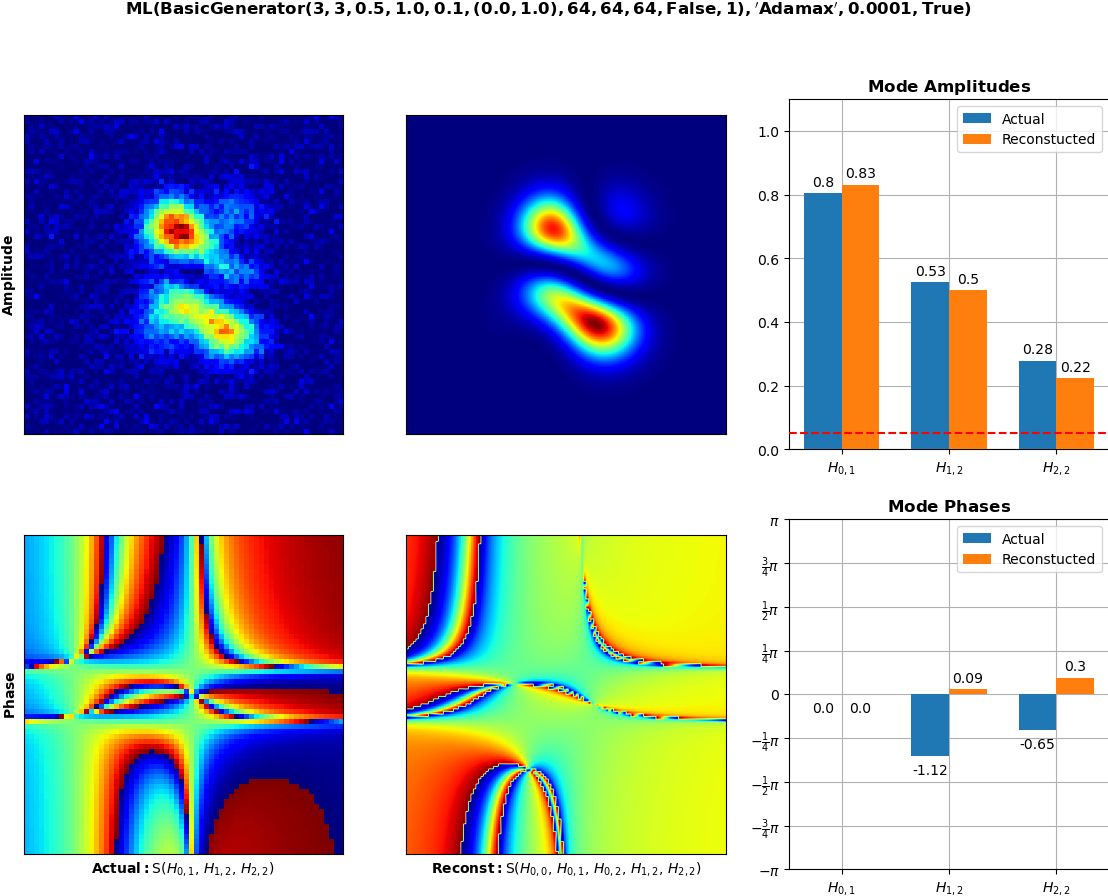 ML(BasicGenerator(3, 3, 0.5, 1.0, 0.1, (0.0, 1.0), 64, 64, 64, False, 1), ′Adamax′, 0.0001, True)
Amplitude
Mode Amplitudes
Actual
Reconstucted
1.0
0.8
0.6
0.4
0.2
0.0
0.8
0.83
0.53
0.5
0.28
0.22
H0, 1
H1, 2
H2, 2
Phase
Actual: S(H0, 1, H1, 2, H2, 2)
Reconst: S(H0, 0, H0, 1, H0, 2, H1, 2, H2, 2)
Mode Phases
Actual
Reconstucted
π
3/4π
1/2π
1/4π
0
−1/4π
−1/2π
−3/4π
−π
0.0
0.0
0.09
-1.12
0.3
-0.65
H0, 1
H1, 2
H2, 2